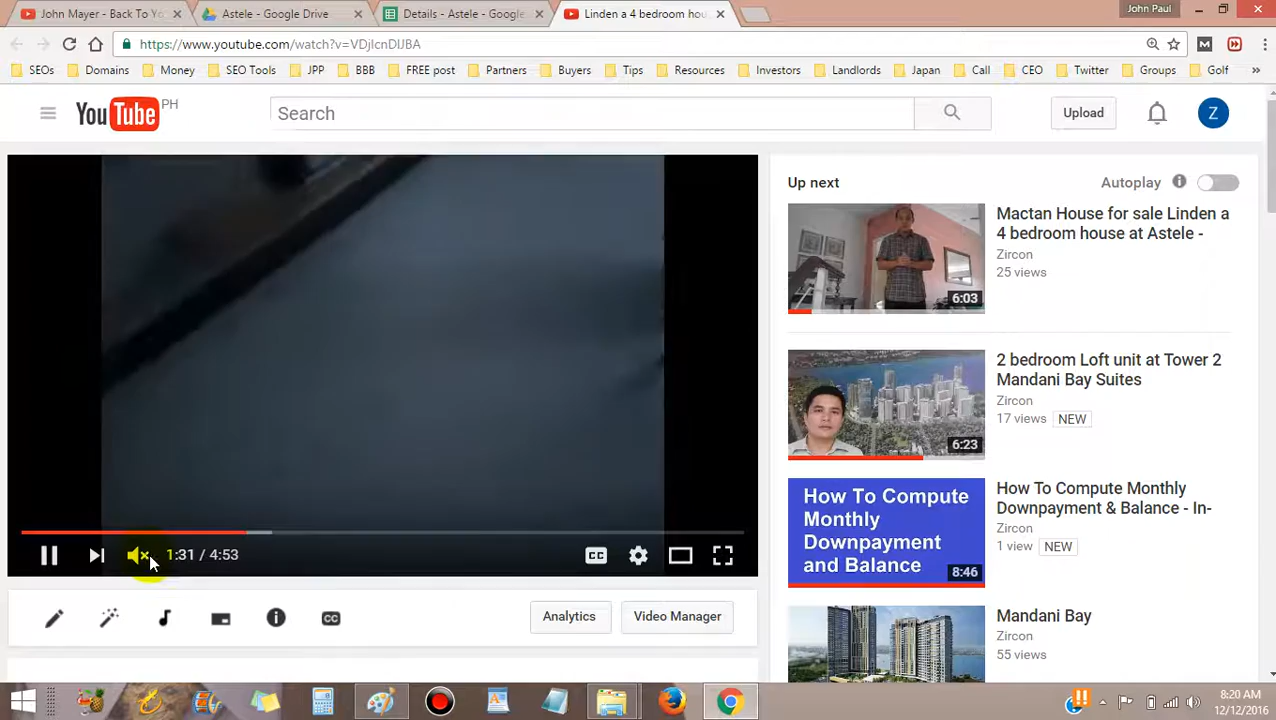 John Mayer - Back To Yo
Astele - Google Drive
Details - Astele - Google
Linden a 4 bedroom hou
John Paul
https://www.youtube.com/watch?v=VDjIcnDlJBA
SEOs
Domains
Money
SEO Tools
JPP
BBB
FREE post
Partners
Buyers
Tips
Resources
Investors
Landlords
Japan
Call
CEO
Twitter
Groups
Golf
YouTube PH
Search
Upload
Z
Up next
Autoplay
Mactan House for sale Linden a
4 bedroom house at Astele -
Zircon
25 views
6:03
2 bedroom Loft unit at Tower 2
Mandani Bay Suites
Zircon
17 views NEW
6:23
How To Compute
Monthly
Downpayment
and Balance
8:46
How To Compute Monthly
Downpayment & Balance - In-
Zircon
1 view NEW
Mandani Bay
Zircon
55 views
1:31 / 4:53
CC
Analytics
Video Manager
CC
8:20 AM
12/12/2016